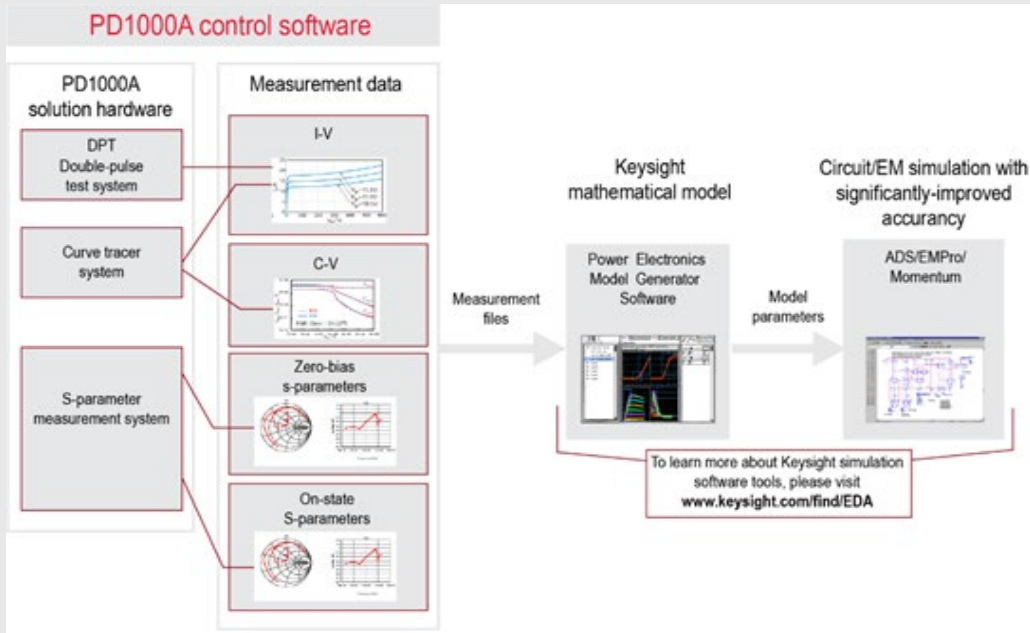 PD1000A control software
PD1000A
solution hardware
DPT
Double-pulse
test system
Curve tracer
system
S-parameter
measurement system
Measurement data
I-V
C-V
Zero-bias
s-parameters
On-state
S-parameters
Measurement
files
Keysight
mathematical model
Power Electronics
Model Generator
Software
Model
parameters
Circuit/EM simulation with
significantly-improved
accurancy
ADS/EMPro/
Momentum
To learn more about Keysight simulation
software tools, please visit
www.keysight.com/find/EDA